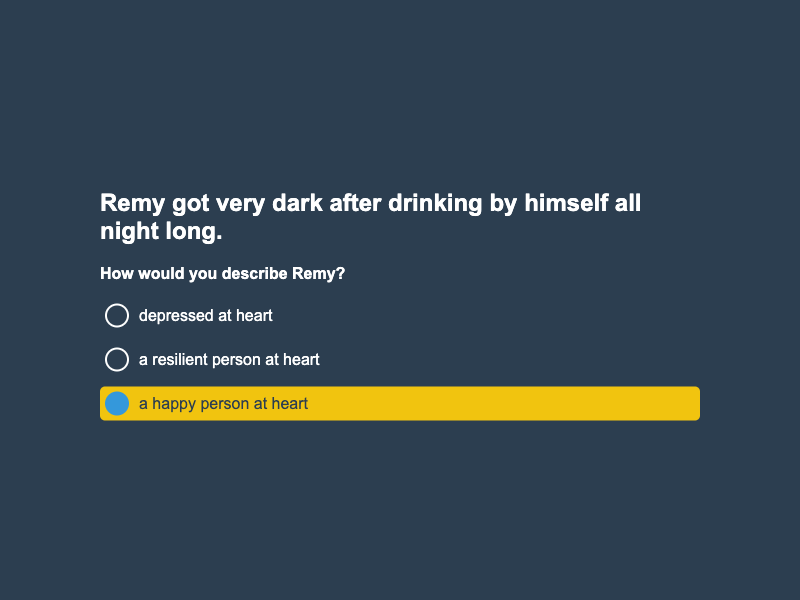 Remy got very dark after drinking by himself all
night long.
How would you describe Remy?
depressed at heart
a resilient person at heart
a happy person at heart